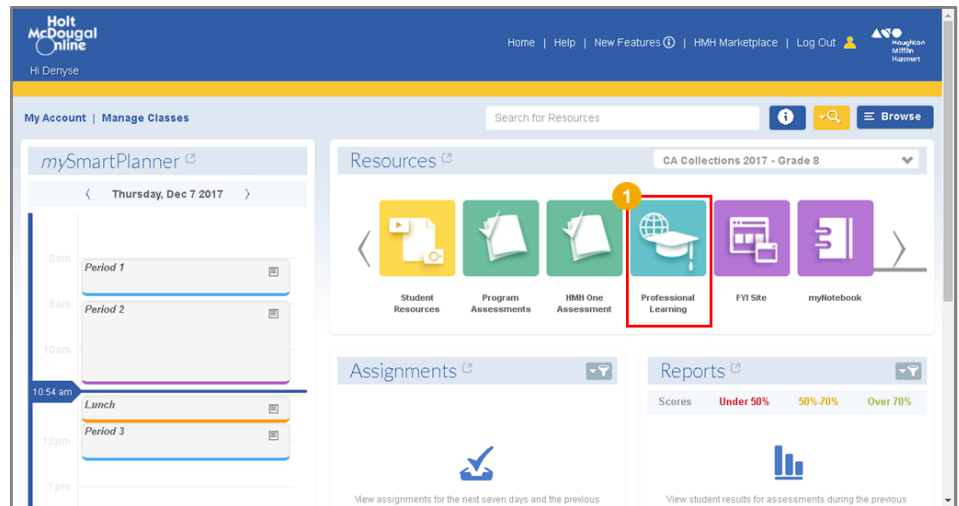 Holt
McDougal
Online
Hi Denyse
Home | Help | New Features | HMH Marketplace | Log Out
Houghton
Mifflin
Harcourt
My Account | Manage Classes
Search for Resources
Browse
mySmartPlanner
Thursday, Dec 7 2017
8am
Period 1
9am
Period 2
10am
10:54 am
Lunch
12pm
Period 3
1pm
Resources
CA Collections 2017 - Grade 8
1
Student
Resources
Program
Assessments
HMH One
Assessment
Professional
Learning
FYI Site
myNotebook
Assignments
View assignments for the next seven days and the previous
Reports
Scores Under 50% 50%-70% Over 70%
View student results for assessments during the previous